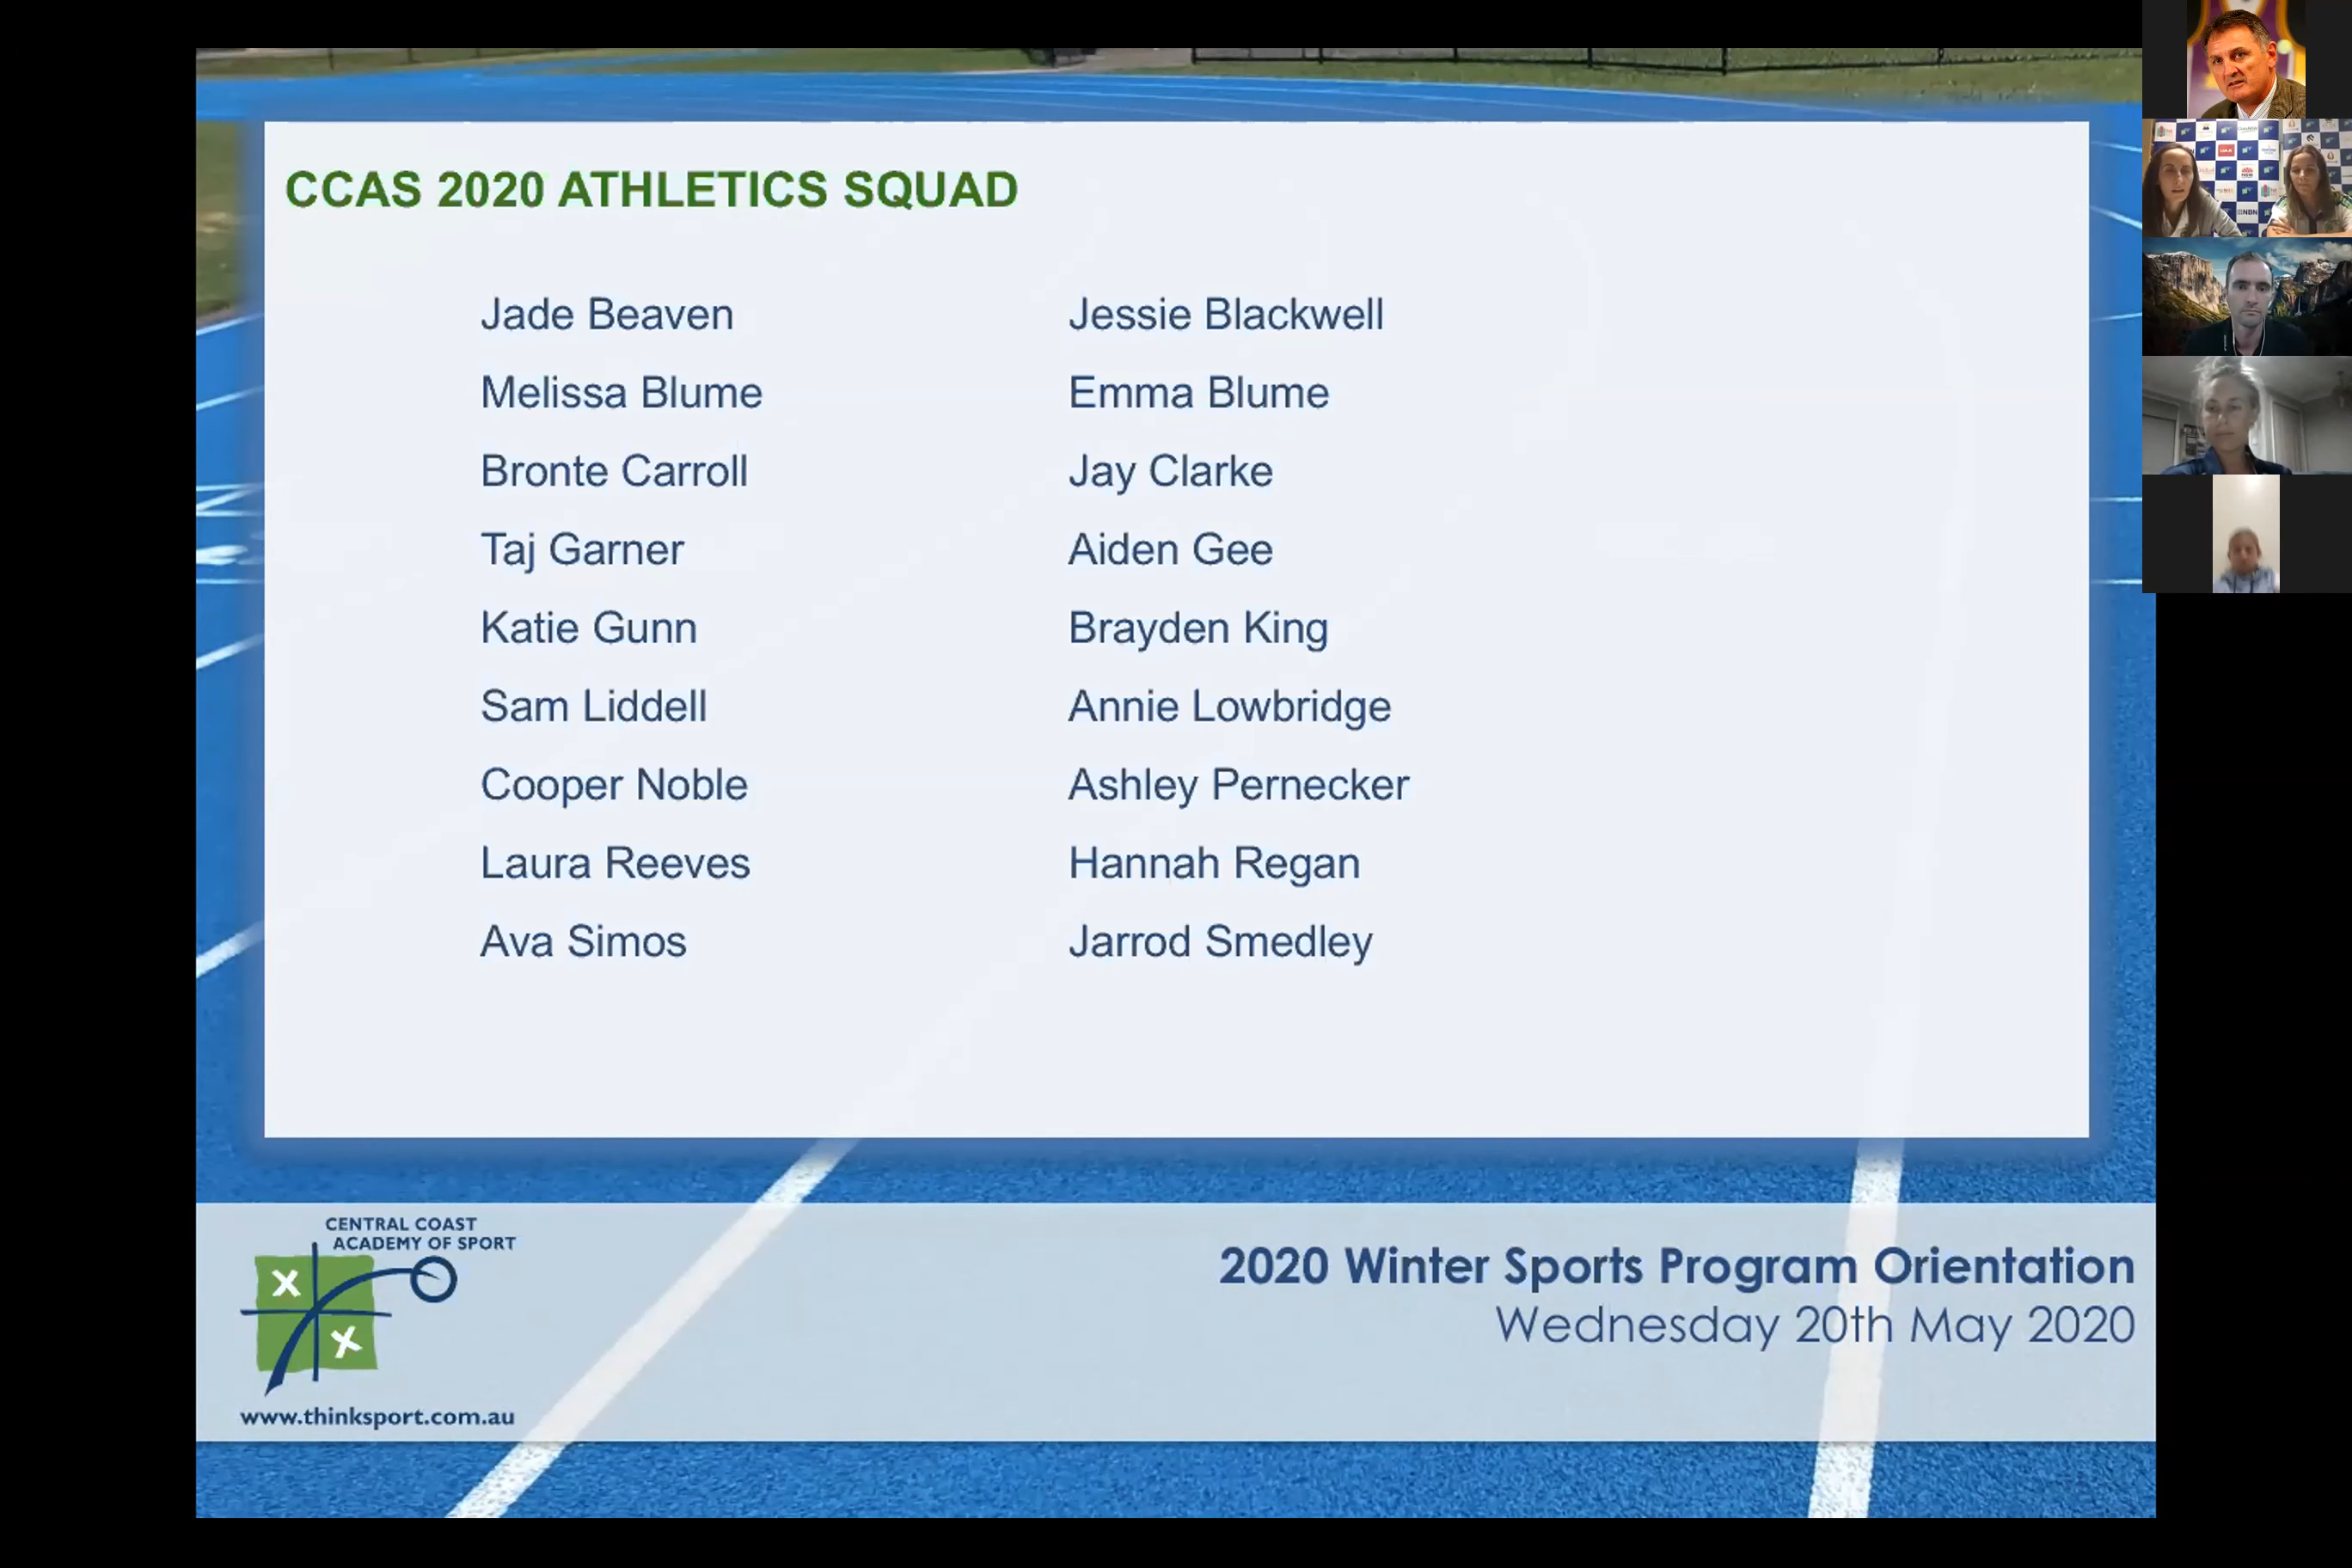 CCAS 2020 ATHLETICS SQUAD
Jade Beaven
Jessie Blackwell
Melissa Blume
Emma Blume
Bronte Carroll
Jay Clarke
Taj Garner
Aiden Gee
Katie Gunn
Brayden King
Sam Liddell
Annie Lowbridge
Cooper Noble
Ashley Pernecker
Laura Reeves
Hannah Regan
Ava Simos
Jarrod Smedley
CENTRAL COAST
ACADEMY OF SPORT
www.thinksport.com.au
2020 Winter Sports Program Orientation
Wednesday 20th May 2020
NBN